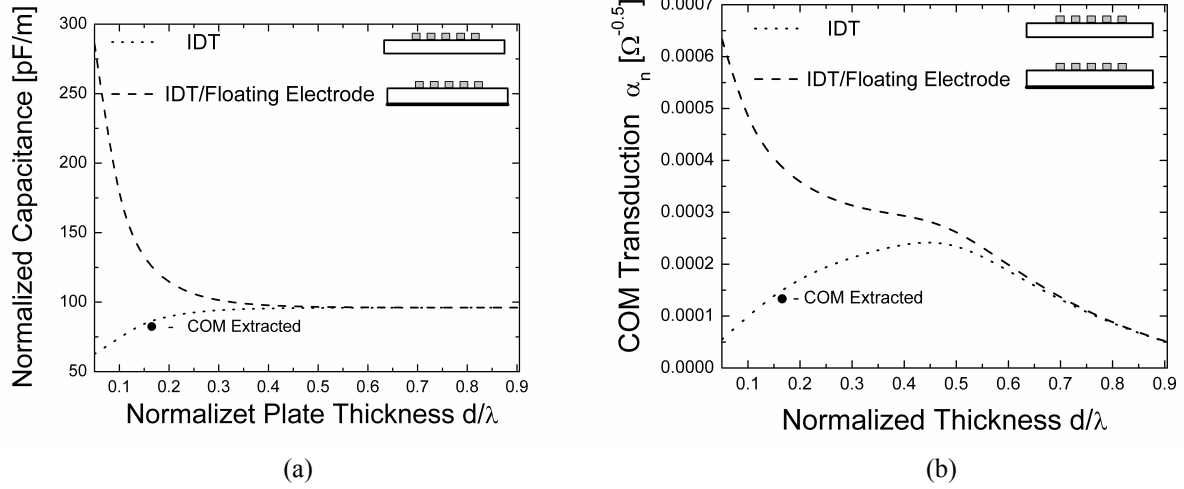 Normalized Capacitance [pF/m]
300
250
200
150
100
50
IDT
IDT/Floating Electrode
COM Extracted
0.1 0.2 0.3 0.4 0.5 0.6 0.7 0.8 0.9
Normalizet Plate Thickness d/λ
(a)
COM Transduction αn [Ω-0.5]
0.0007
0.0006
0.0005
0.0004
0.0003
0.0002
0.0001
0.0000
IDT
IDT/Floating Electrode
COM Extracted
0.1 0.2 0.3 0.4 0.5 0.6 0.7 0.8 0.9
Normalized Thickness d/λ
(b)